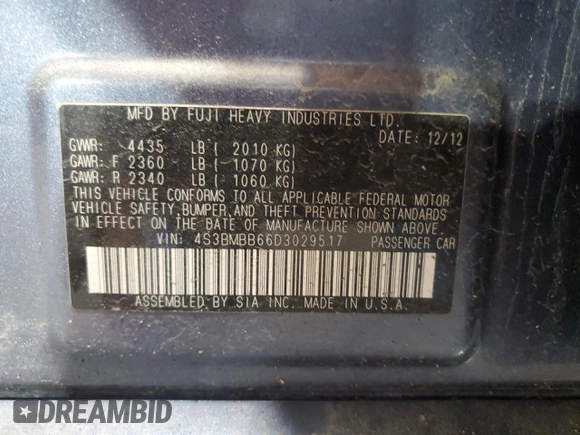 MFD BY FUJI HEAVY INDUSTRIES LTD.
DATE: 12/12
GVWR: 4435 LB ( 2010 KG)
GAWR: F 2360 LB ( 1070 KG)
GAWR: R 2340 LB ( 1060 KG)
THIS VEHICLE CONFORMS TO ALL APPLICABLE FEDERAL MOTOR
VEHICLE SAFETY, BUMPER, AND THEFT PREVENTION STANDARDS
IN EFFECT ON THE DATE OF MANUFACTURE SHOWN ABOVE.
VIN: 4S3BMBB66D3029517 PASSENGER CAR
ASSEMBLED BY SIA INC. MADE IN U.S.A.
DREAMBID